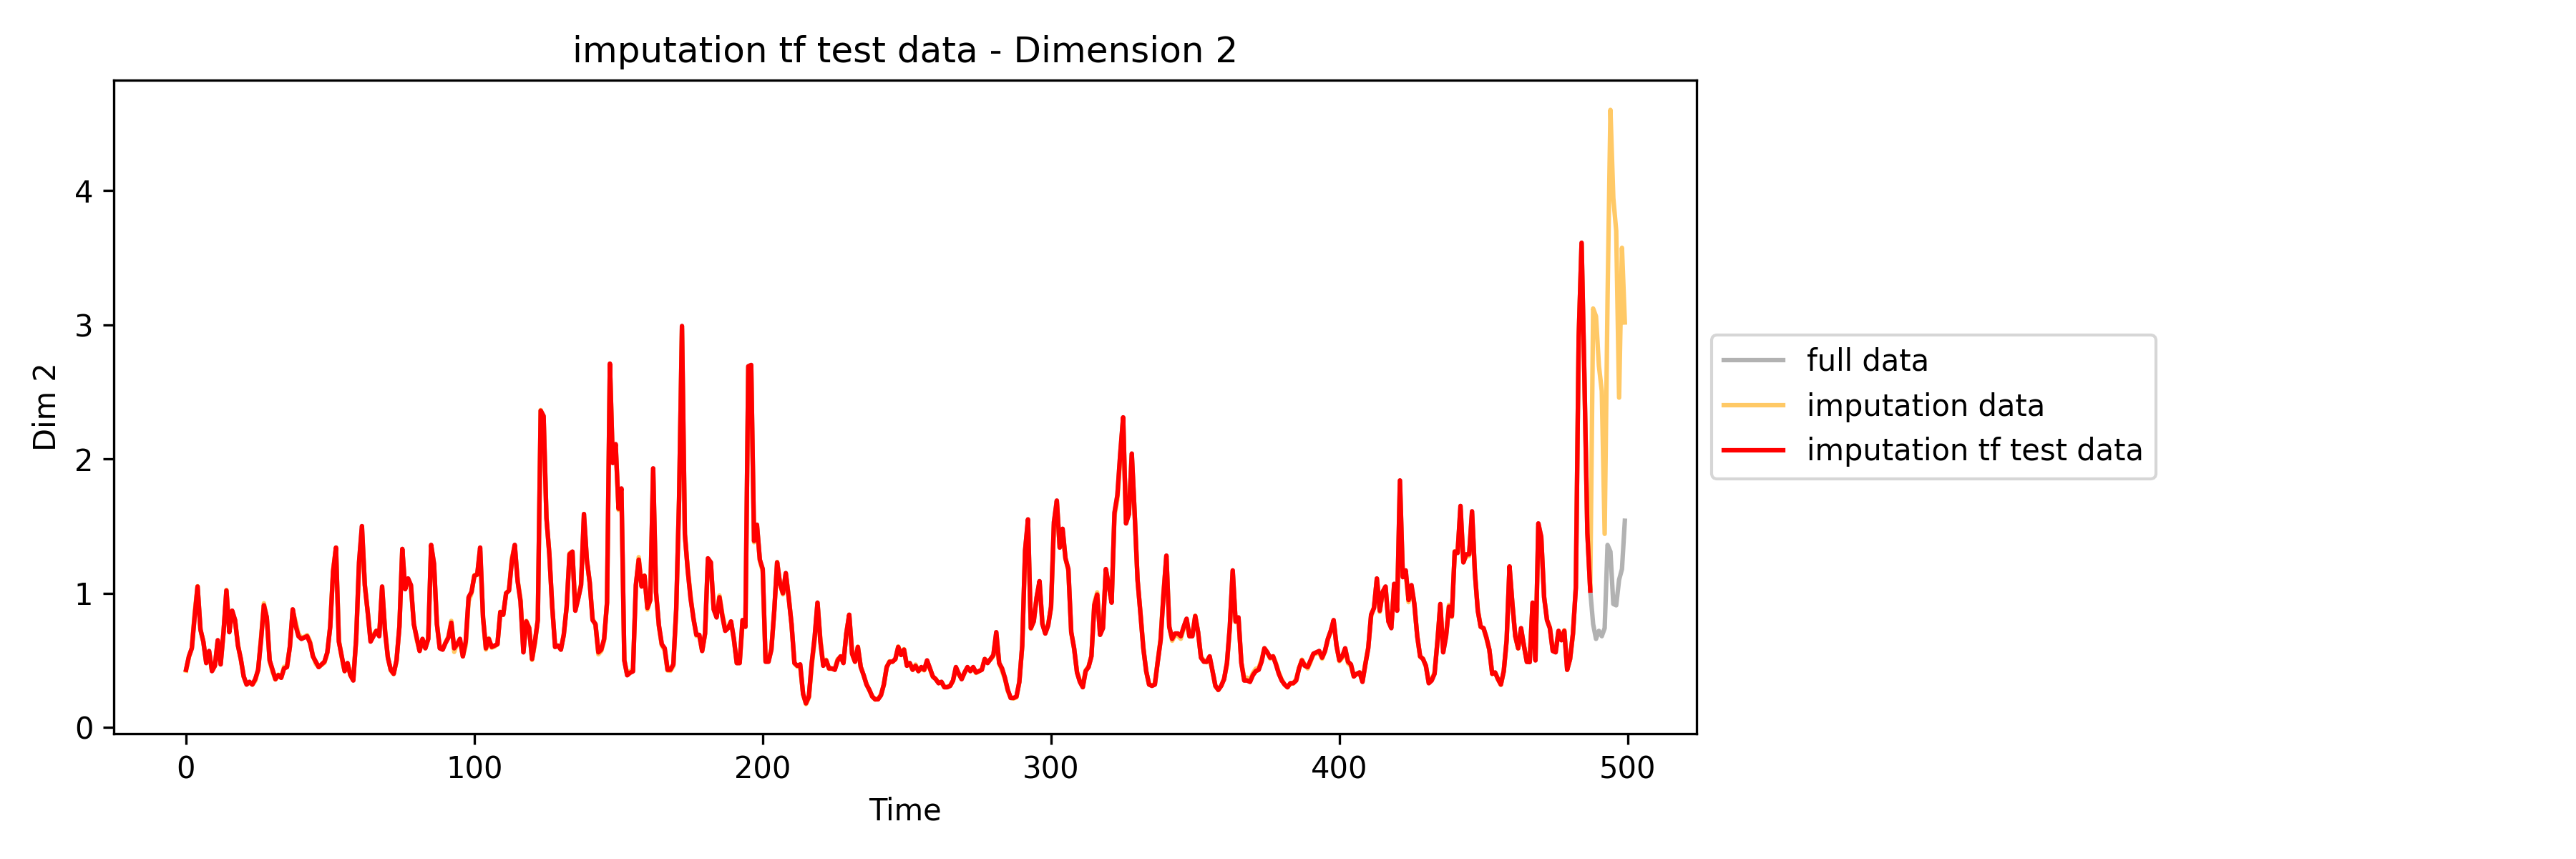 imputation tf test data - Dimension 2
Dim 2
4
3
2
1
0
0 100 200 300 400 500
Time
full data
imputation data
imputation tf test data